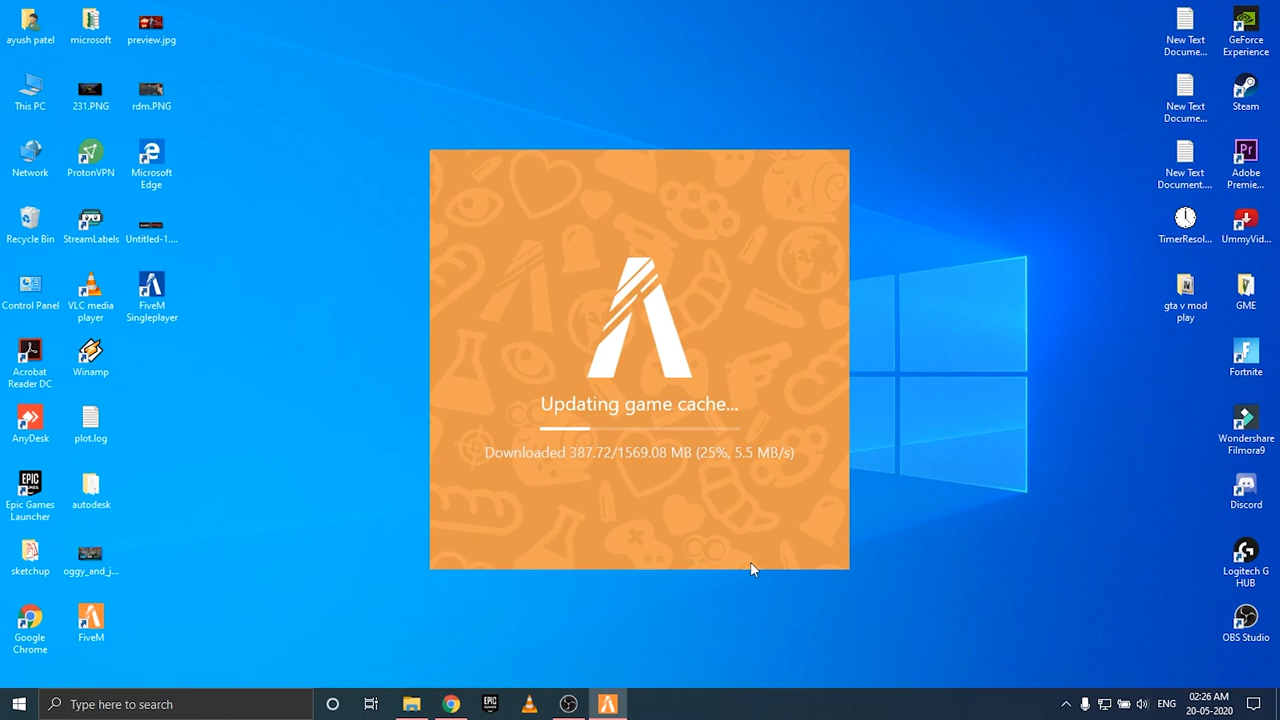 ayush patel
microsoft
preview.jpg
This PC
231.PNG
rdm.PNG
Network
ProtonVPN
Microsoft
Edge
Recycle Bin
StreamLabels
Untitled-1....
Control Panel
VLC media
player
FiveM
Singleplayer
Acrobat
Reader DC
Winamp
AnyDesk
plot.log
Epic Games
Launcher
autodesk
sketchup
oggy_and_j...
Google
Chrome
FiveM
Updating game cache...
Downloaded 387.72/1569.08 MB (25%, 5.5 MB/s)
New Text
Docume...
GeForce
Experience
New Text
Docume...
Steam
New Text
Document....
Adobe
Premie...
TimerResol...
UmmyVid...
gta v mod
play
GME
Fortnite
Wondershare
Filmora9
Discord
Logitech G
HUB
OBS Studio
Type here to search
ENG
02:26 AM
20-05-2020